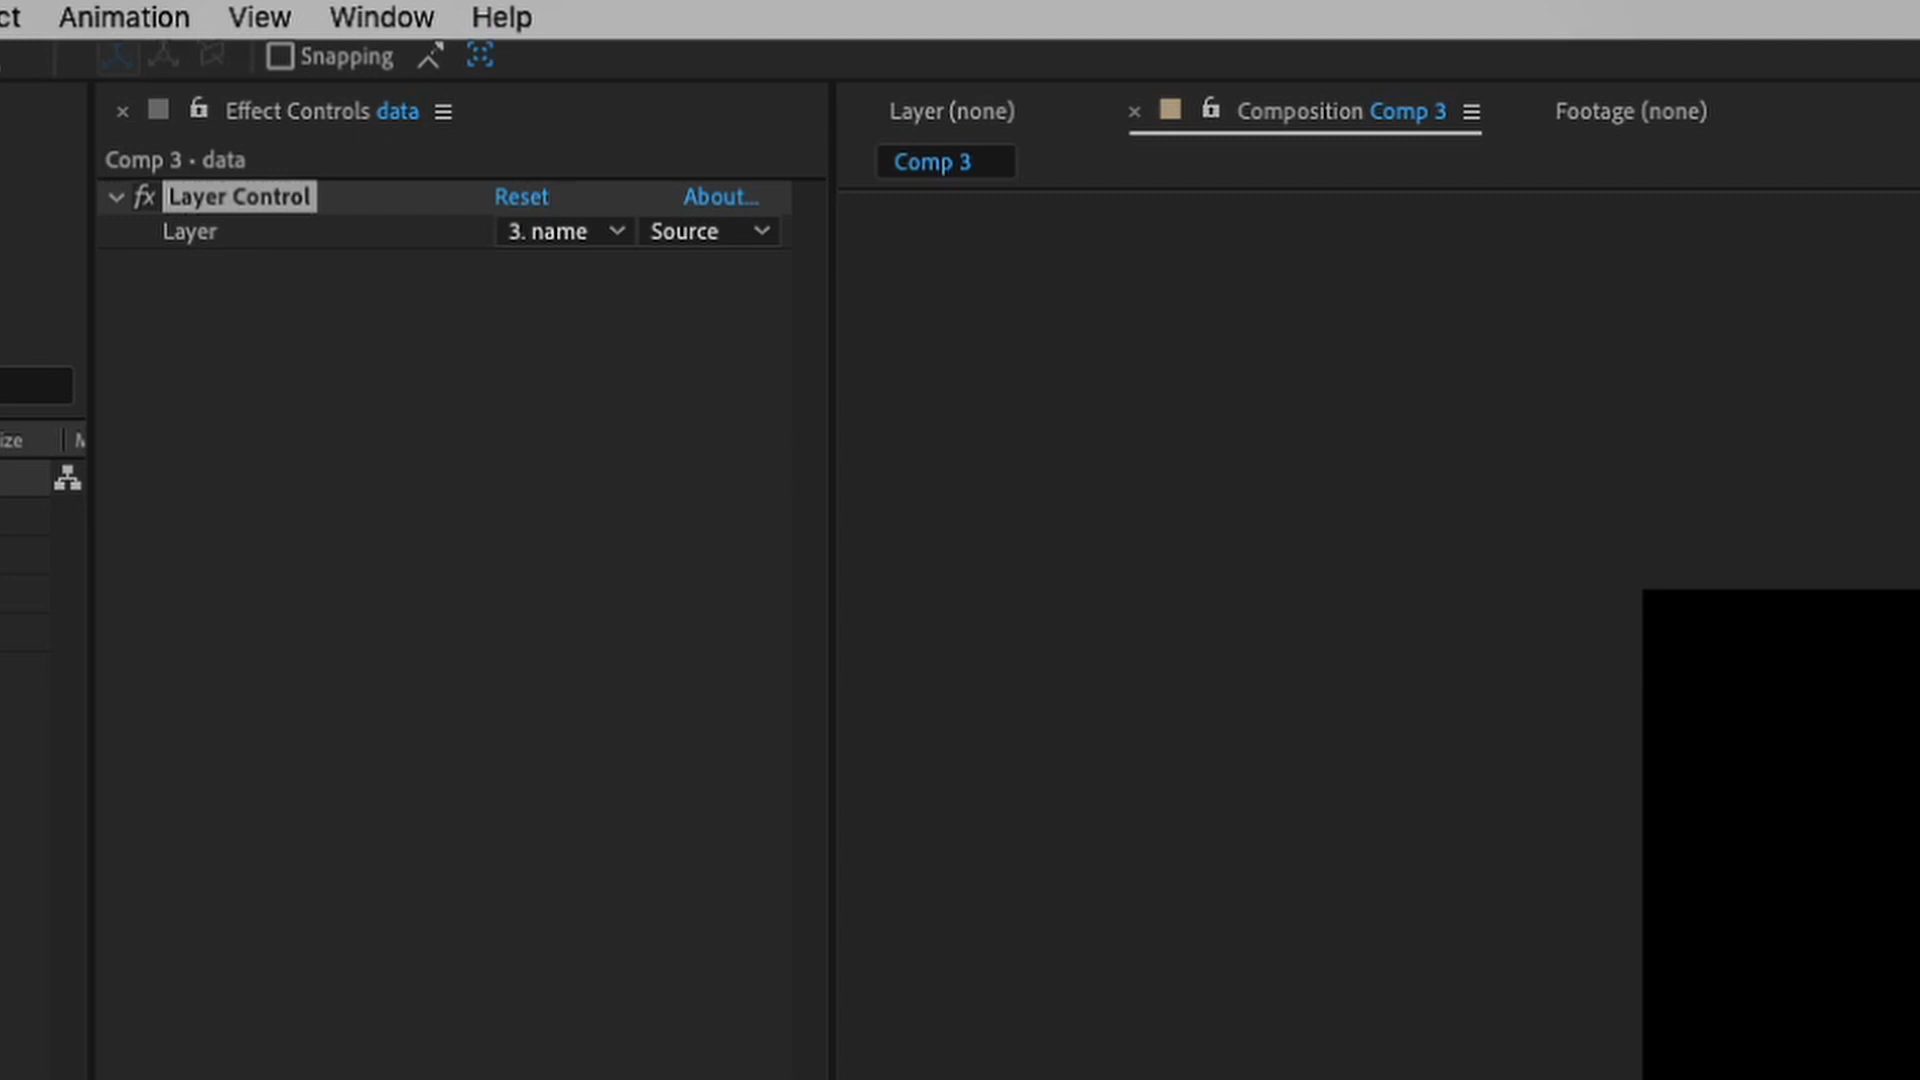 ct Animation View Window Help
Snapping
× Effect Controls data ≡
Layer (none) × Composition Comp 3 ≡ Footage (none)
Comp 3 • data
Comp 3
fx Layer Control Reset About...
Layer 3. name Source
ize